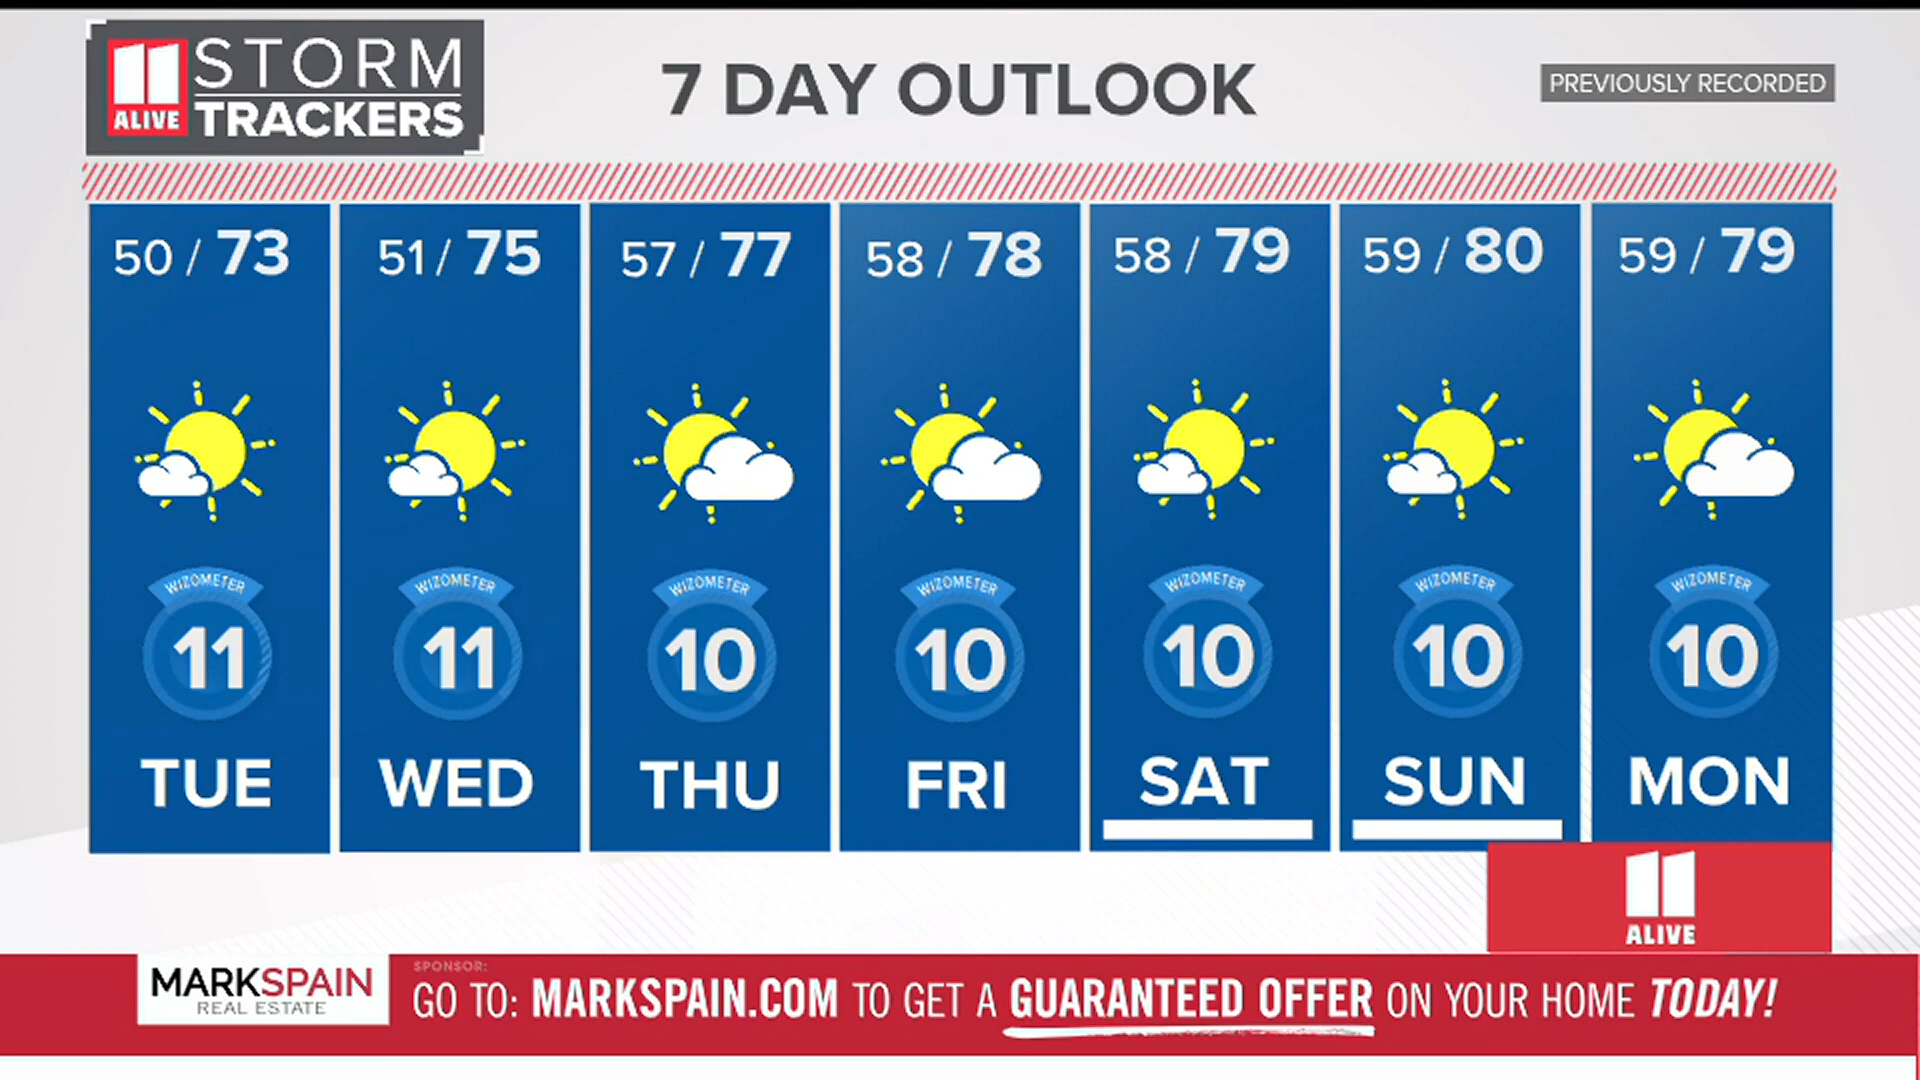 11 ALIVE
STORM
TRACKERS
7 DAY OUTLOOK
PREVIOUSLY RECORDED
50 / 73
51 / 75
57 / 77
58 / 78
58 / 79
59 / 80
59 / 79
WIZOMETER
WIZOMETER
WIZOMETER
WIZOMETER
WIZOMETER
WIZOMETER
WIZOMETER
11
11
10
10
10
10
10
TUE
WED
THU
FRI
SAT
SUN
MON
11
ALIVE
MARKSPAIN
REAL ESTATE
SPONSOR:
GO TO: MARKSPAIN.COM TO GET A GUARANTEED OFFER ON YOUR HOME TODAY!